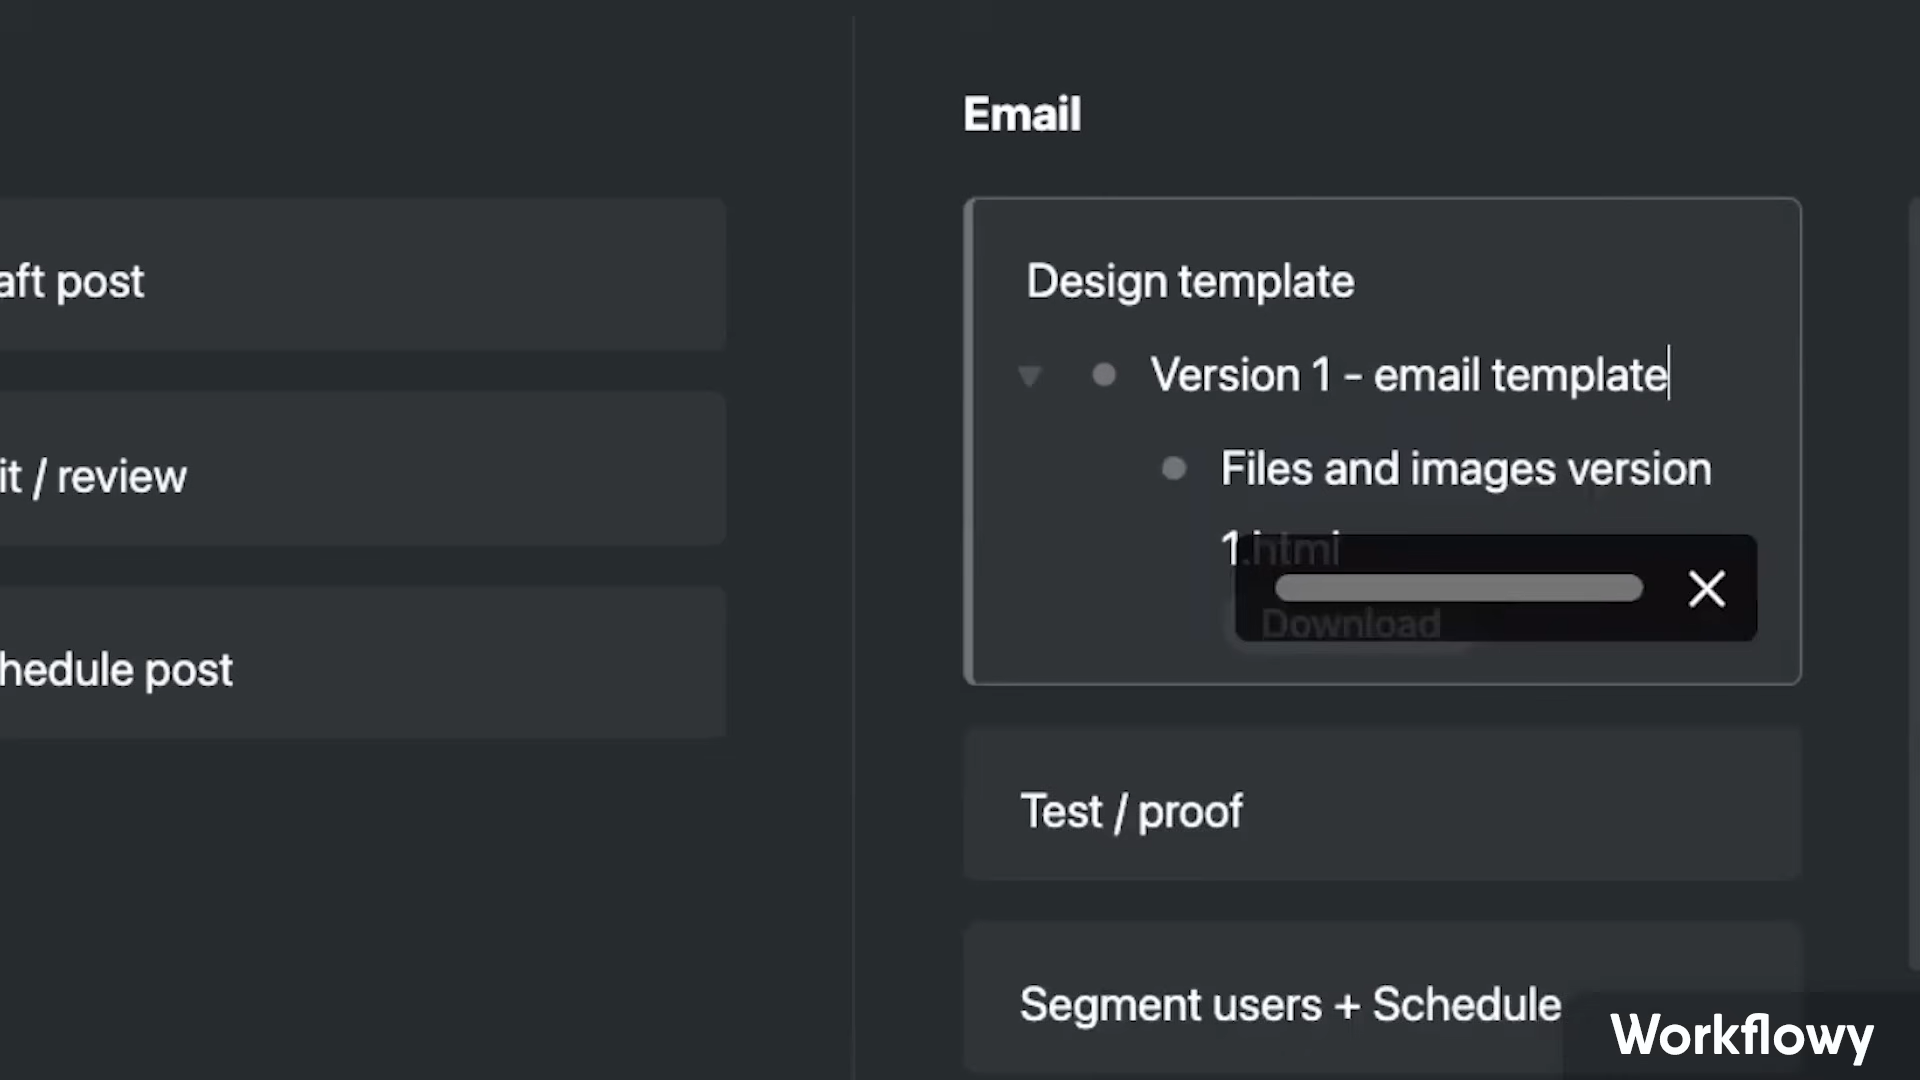 aft post
it / review
hedule post
Email
Design template
Version 1 - email template
Files and images version
1.html
Download
Test / proof
Segment users + Schedule
Workflowy